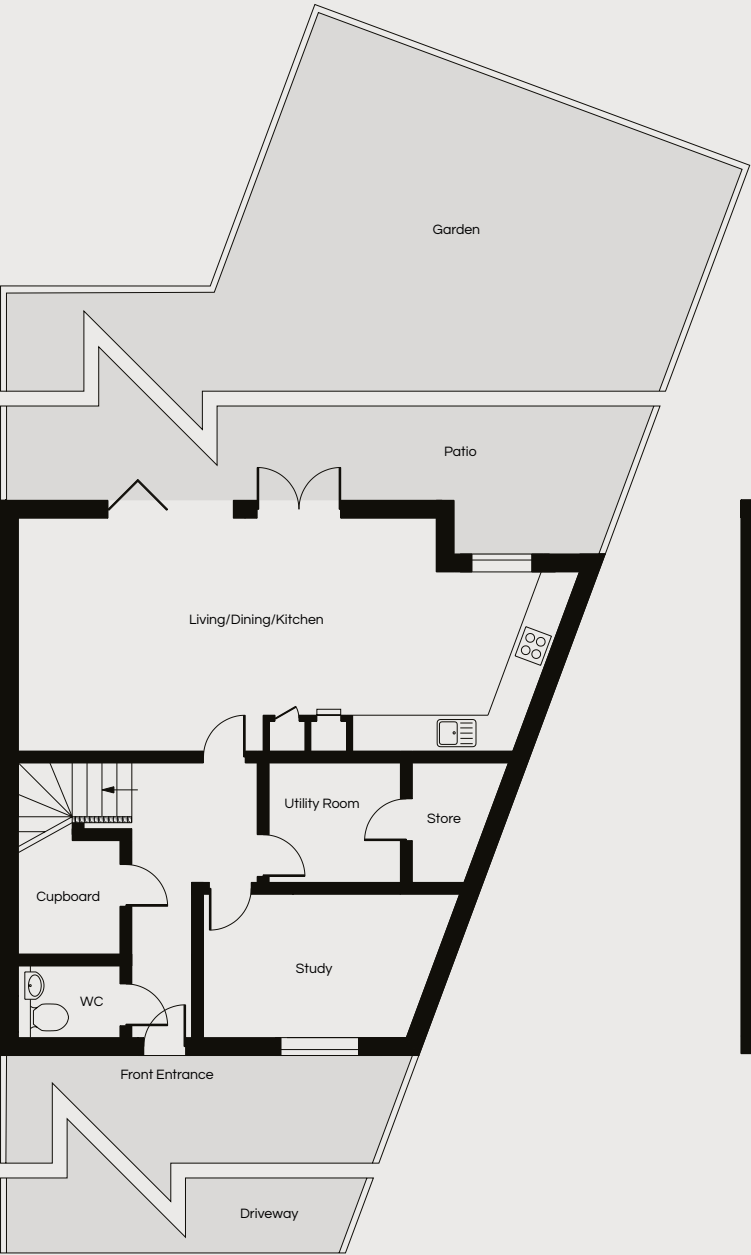 Garden
Patio
Living/Dining/Kitchen
Utility Room
Store
Cupboard
Study
WC
Front Entrance
Driveway